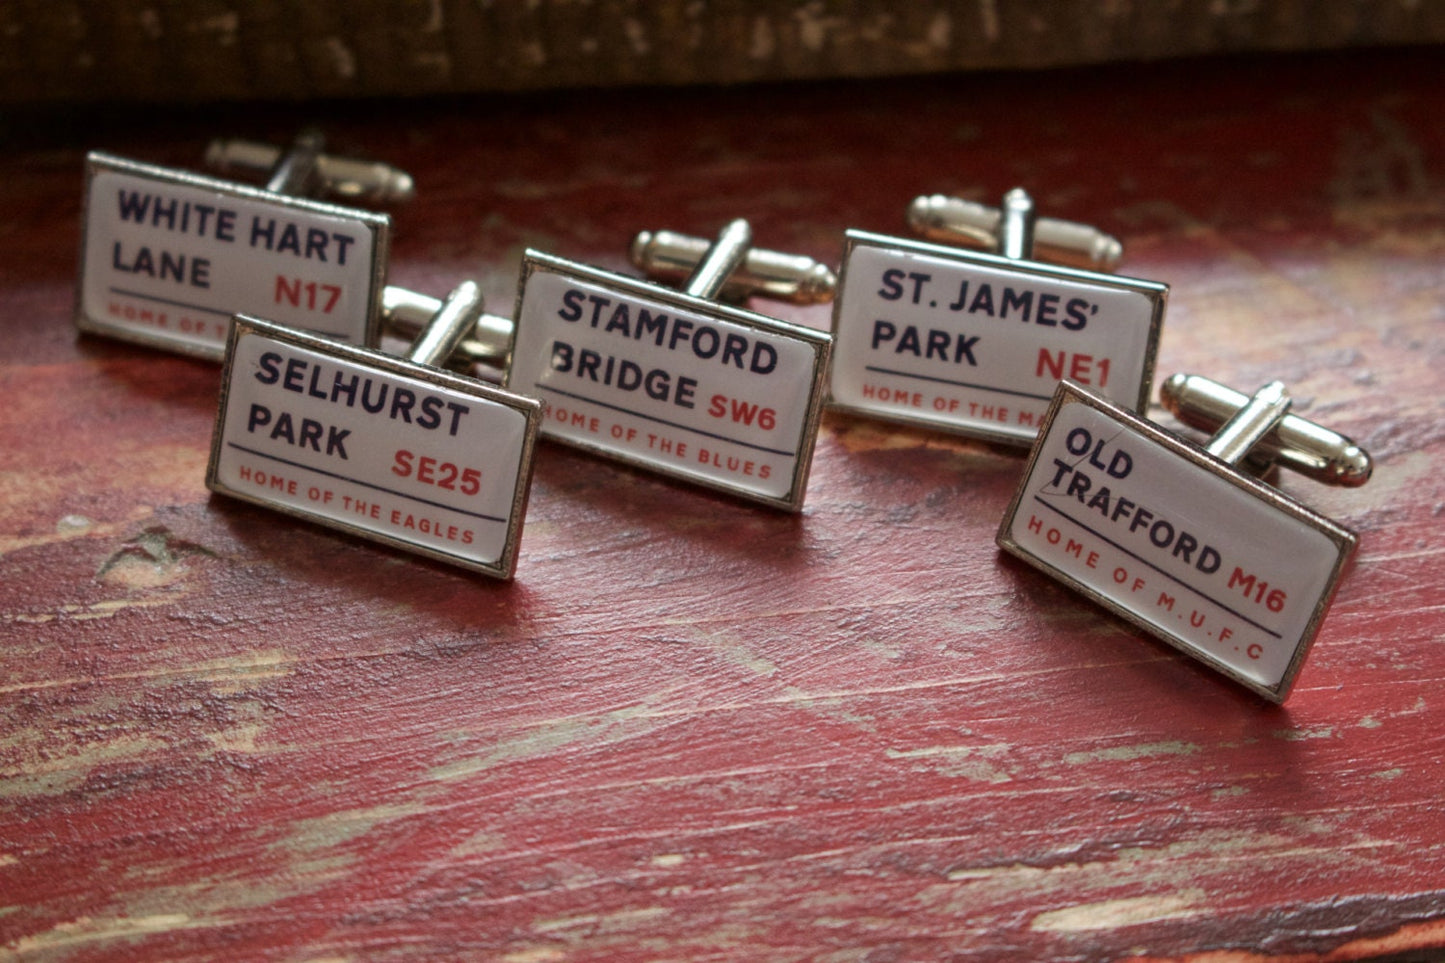 WHITE HART
LANE N17
HOME OF
SELHURST
PARK SE25
HOME OF THE EAGLES
STAMFORD
BRIDGE SW6
HOME OF THE BLUES
ST. JAMES'
PARK NE1
HOME OF THE
OLD
TRAFFORD M16
HOME OF M.U.F.C